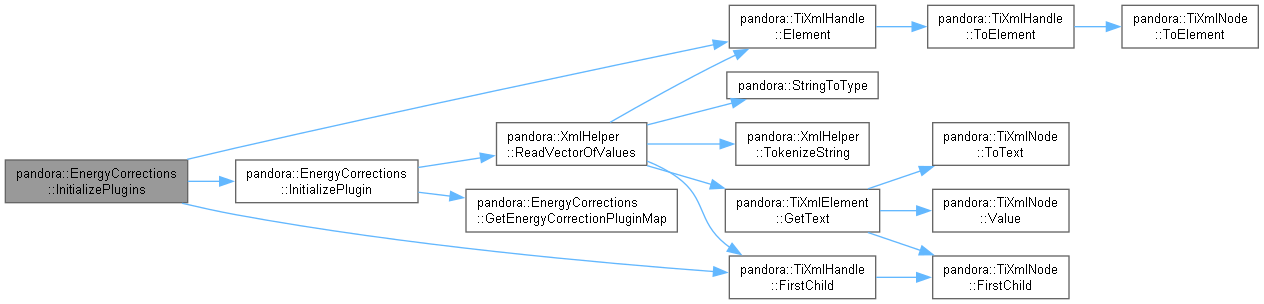 pandora::EnergyCorrections
::InitializePlugins
pandora::EnergyCorrections
::InitializePlugin
pandora::XmlHelper
::ReadVectorOfValues
pandora::EnergyCorrections
::GetEnergyCorrectionPluginMap
pandora::TiXmlHandle
::Element
pandora::StringToType
pandora::XmlHelper
::TokenizeString
pandora::TiXmlElement
::GetText
pandora::TiXmlHandle
::FirstChild
pandora::TiXmlHandle
::ToElement
pandora::TiXmlNode
::ToText
pandora::TiXmlNode
::Value
pandora::TiXmlNode
::FirstChild
pandora::TiXmlNode
::ToElement